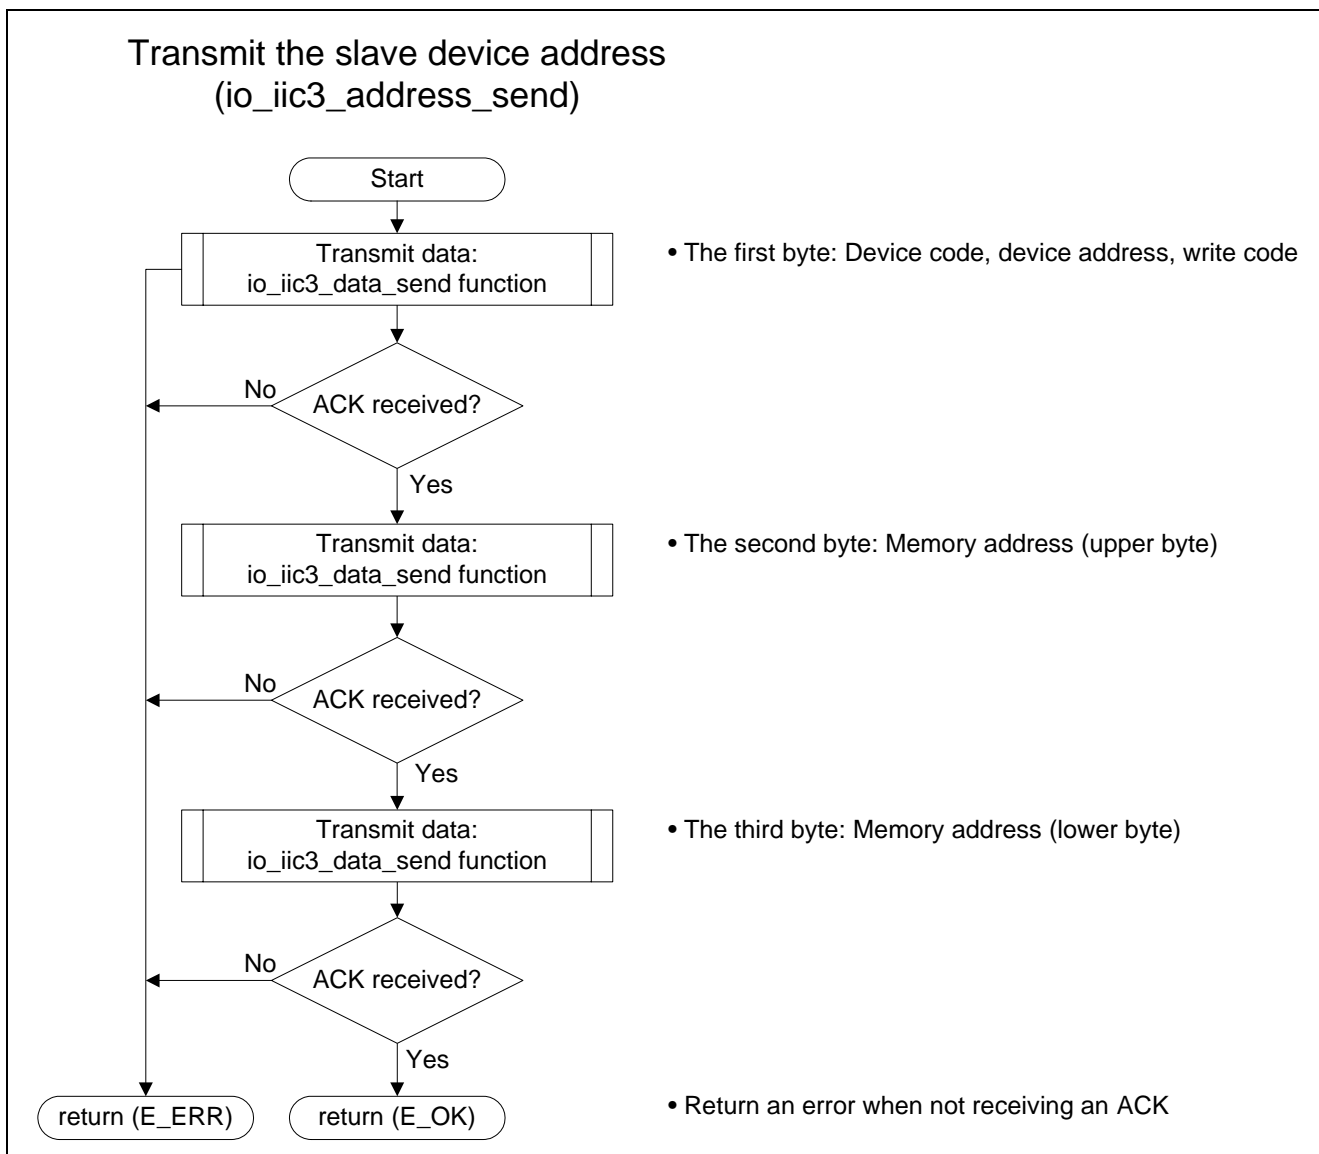 Transmit the slave device address
(io_iic3_address_send)
Start
Transmit data:
io_iic3_data_send function
• The first byte: Device code, device address, write code
No
ACK received?
Yes
Transmit data:
io_iic3_data_send function
• The second byte: Memory address (upper byte)
No
ACK received?
Yes
Transmit data:
io_iic3_data_send function
• The third byte: Memory address (lower byte)
No
ACK received?
Yes
return (E_ERR)
return (E_OK)
• Return an error when not receiving an ACK